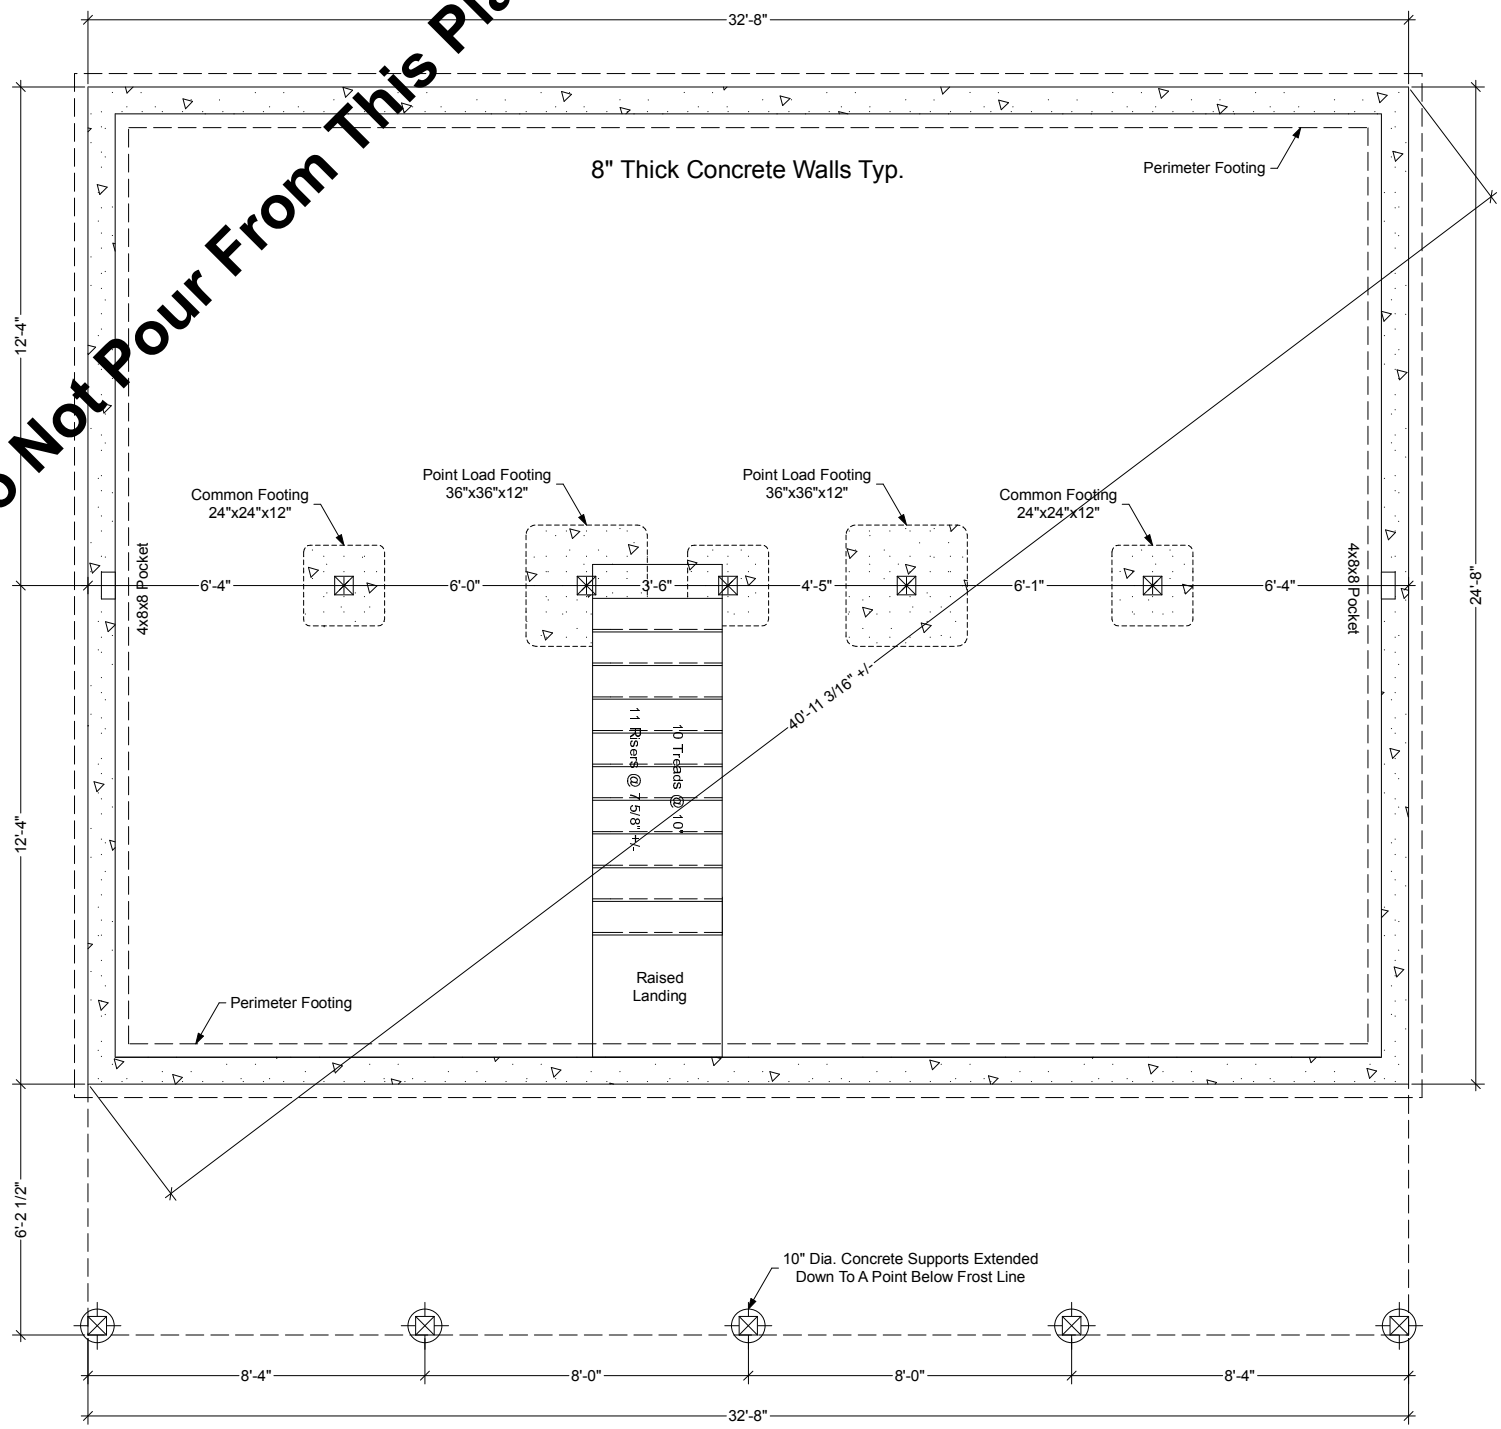 32'-8"
Do Not Pour From This Pla
8" Thick Concrete Walls Typ.
Perimeter Footing
12'-4"
Common Footing
24"x24"x12"
Point Load Footing
36"x36"x12"
Point Load Footing
36"x36"x12"
Common Footing
24"x24"x12"
4x8x8 Pocket
6'-4"
6'-0"
3'-6"
4'-5"
6'-1"
6'-4"
4x8x8 Pocket
24'-8"
40'-11 3/16" +/-
10 Treads @ 10"
11 Risers @ 7 5/8" +/-
12'-4"
Raised
Landing
Perimeter Footing
6'-2 1/2"
10" Dia. Concrete Supports Extended
Down To A Point Below Frost Line
8'-4"
8'-0"
8'-0"
8'-4"
32'-8"